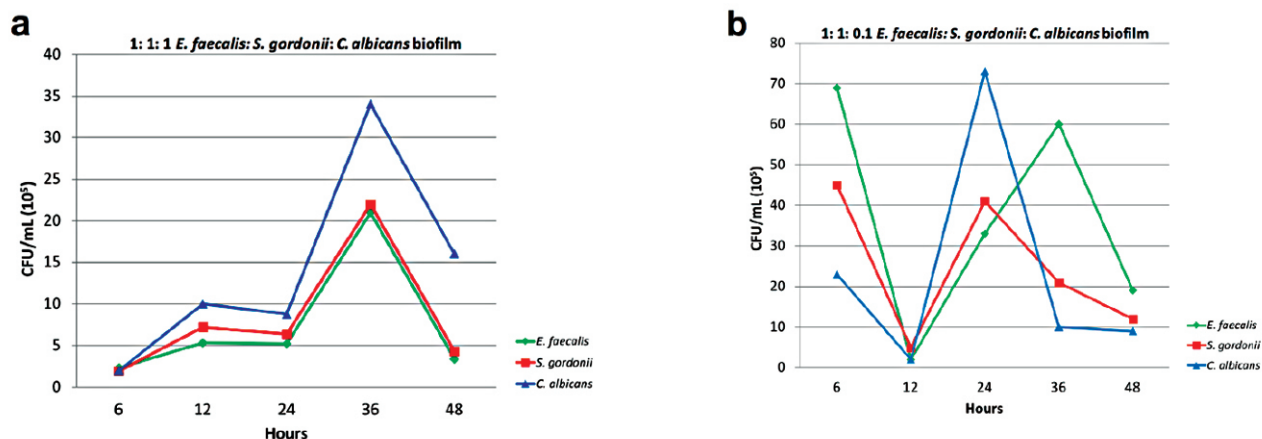 a
1: 1: 1 E. faecalis: S. gordonii: C. albicans biofilm
CFU/mL (10⁵)
40
35
30
25
20
15
10
5
0
6 12 24 36 48
Hours
E. faecalis
S. gordonii
C. albicans
b
1: 1: 0.1 E. faecalis: S. gordonii: C. albicans biofilm
CFU/mL (10⁵)
80
70
60
50
40
30
20
10
0
6 12 24 36 48
Hours
E. faecalis
S. gordonii
C. albicans